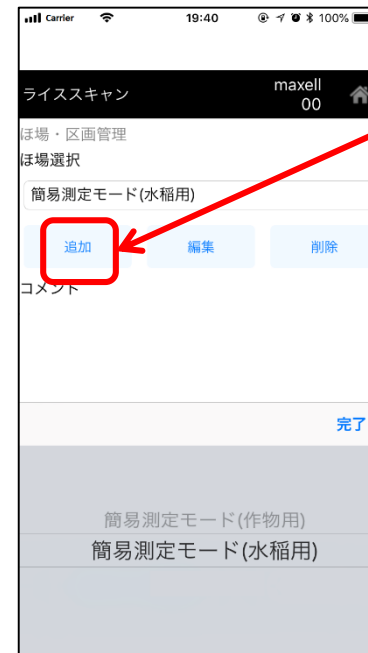 Carrier 19:40 100%
ライススキャン maxell
00
ほ場・区画管理
ほ場選択
簡易測定モード(水稲用)
追加 編集 削除
コメント
完了
簡易測定モード(作物用)
簡易測定モード(水稲用)